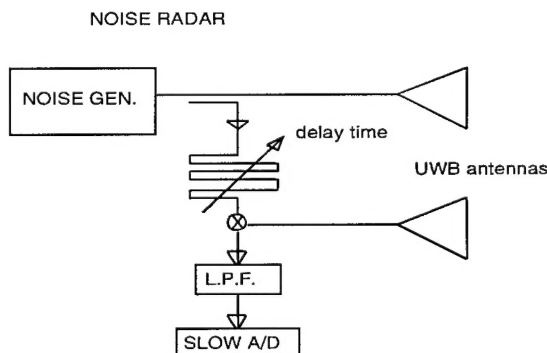 NOISE RADAR
NOISE GEN.
delay time
UWB antennas
L.P.F.
SLOW A/D